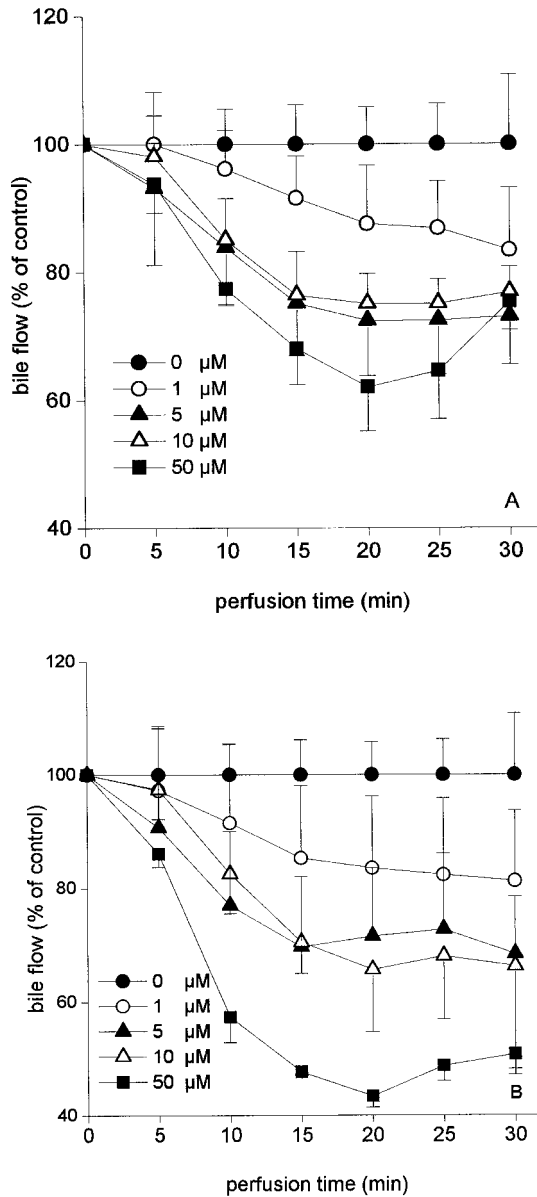 120
100
80
60
40
bile flow (% of control)
0 μM
1 μM
5 μM
10 μM
50 μM
A
0 5 10 15 20 25 30
perfusion time (min)
120
100
80
60
40
bile flow (% of control)
0 μM
1 μM
5 μM
10 μM
50 μM
B
0 5 10 15 20 25 30
perfusion time (min)